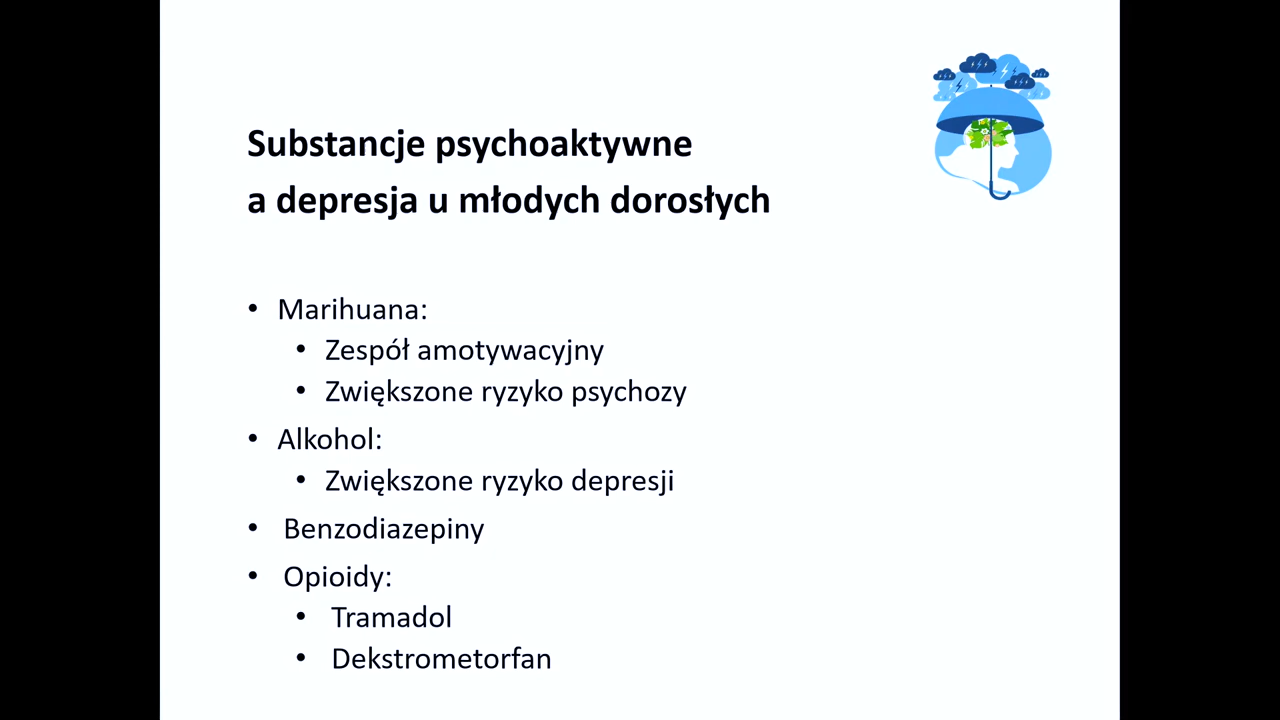 Substancje psychoaktywne
a depresja u młodych dorosłych
• Marihuana:
• Zespół amotywacyjny
• Zwiększone ryzyko psychozy
• Alkohol:
• Zwiększone ryzyko depresji
• Benzodiazepiny
• Opioidy:
• Tramadol
• Dekstrometorfan